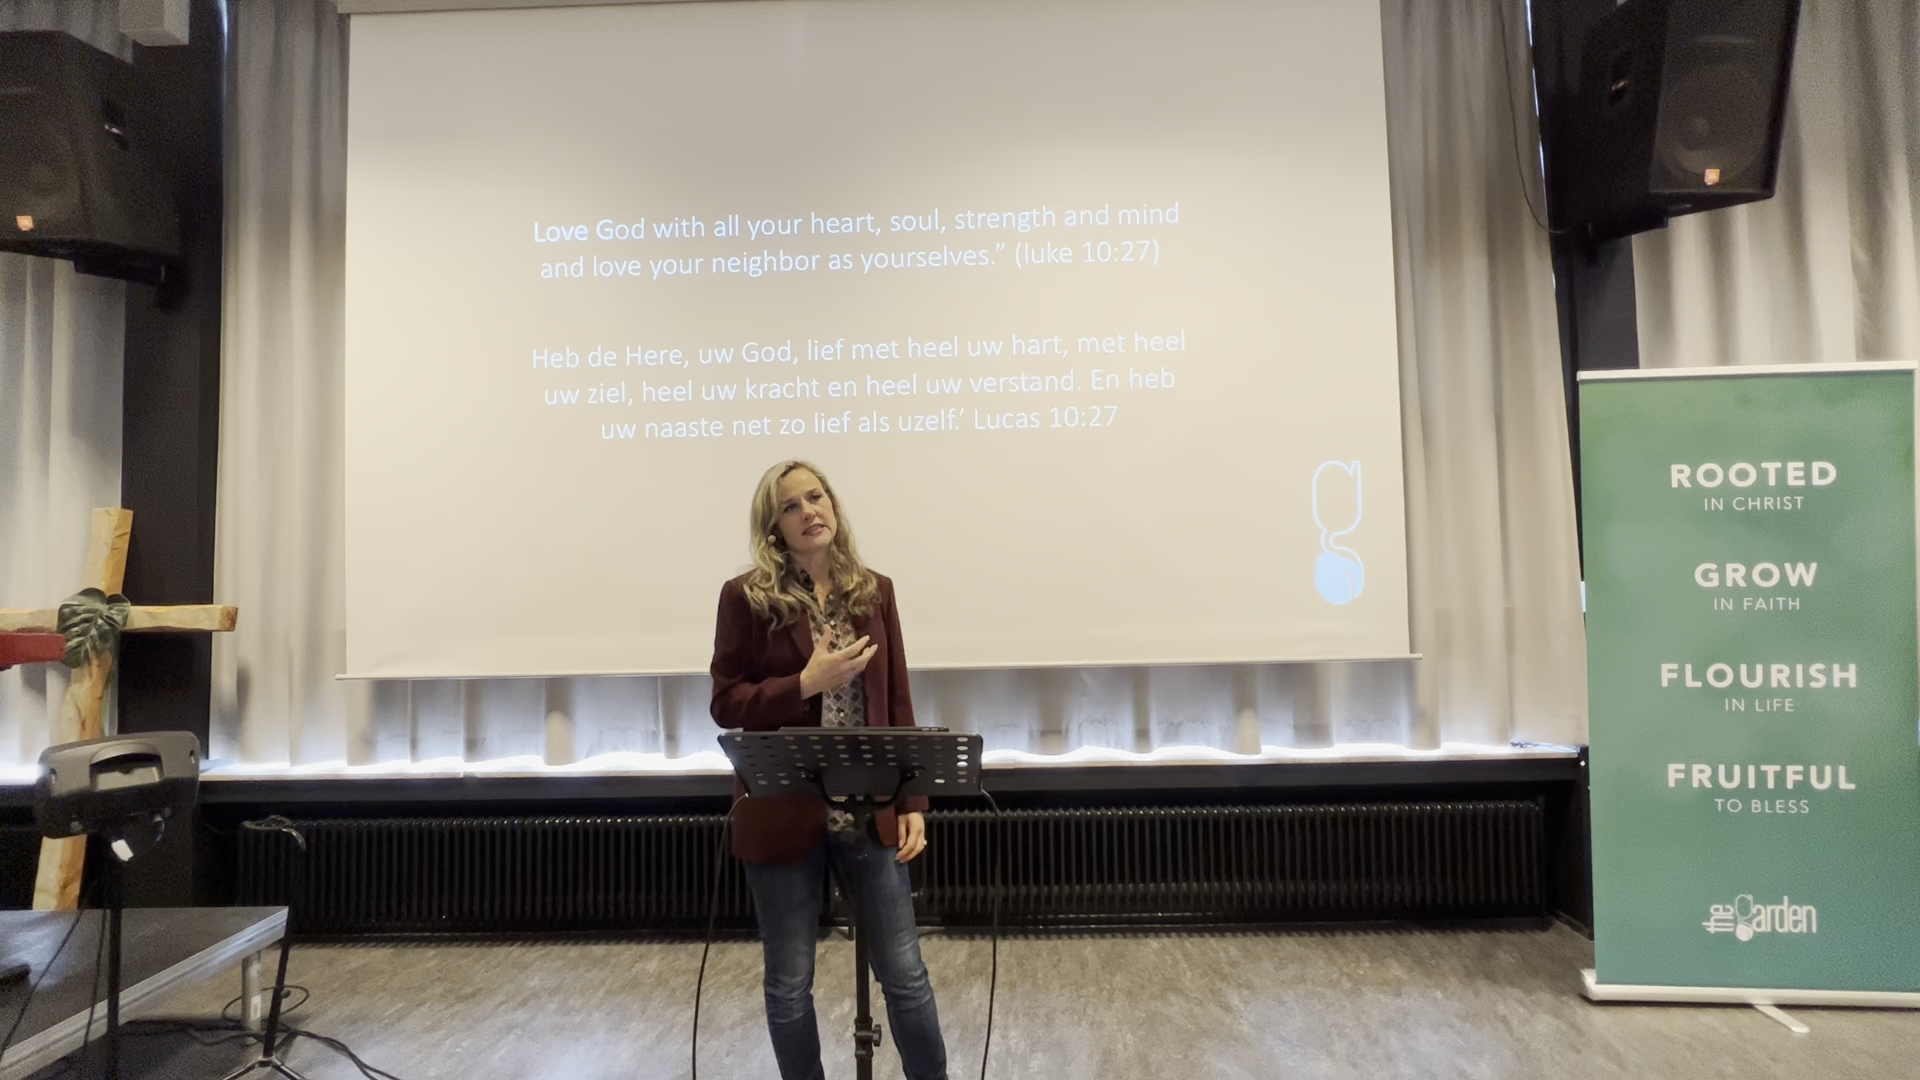 Love God with all your heart, soul, strength and mind
and love your neighbor as yourselves.” (luke 10:27)
Heb de Here, uw God, lief met heel uw hart, met heel
uw ziel, heel uw kracht en heel uw verstand. En heb
uw naaste net zo lief als uzelf.’ Lucas 10:27
g
ROOTED
IN CHRIST
GROW
IN FAITH
FLOURISH
IN LIFE
FRUITFUL
TO BLESS
the garden